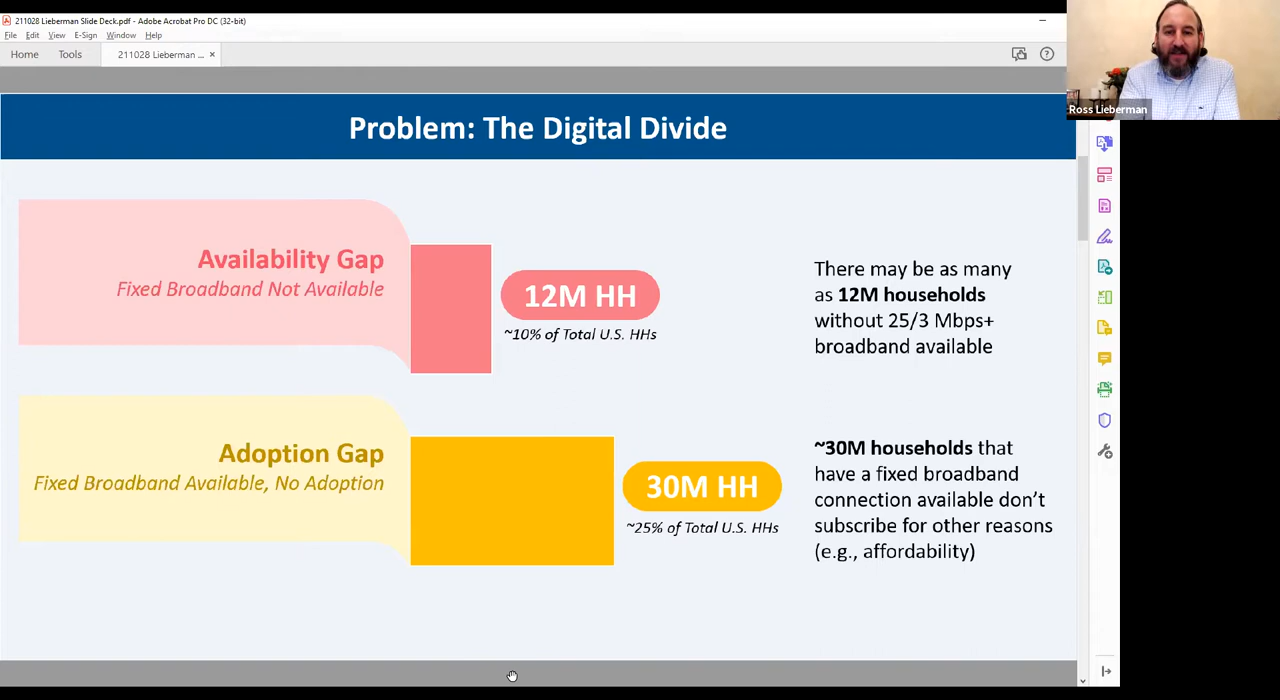 211028 Lieberman Slide Deck.pdf - Adobe Acrobat Pro DC (32-bit)
File Edit View E-Sign Window Help
Home Tools 211028 Lieberman ... ×
Ross Lieberman
Problem: The Digital Divide
Availability Gap
Fixed Broadband Not Available
12M HH
~10% of Total U.S. HHs
There may be as many
as 12M households
without 25/3 Mbps+
broadband available
Adoption Gap
Fixed Broadband Available, No Adoption
30M HH
~25% of Total U.S. HHs
~30M households that
have a fixed broadband
connection available don’t
subscribe for other reasons
(e.g., affordability)